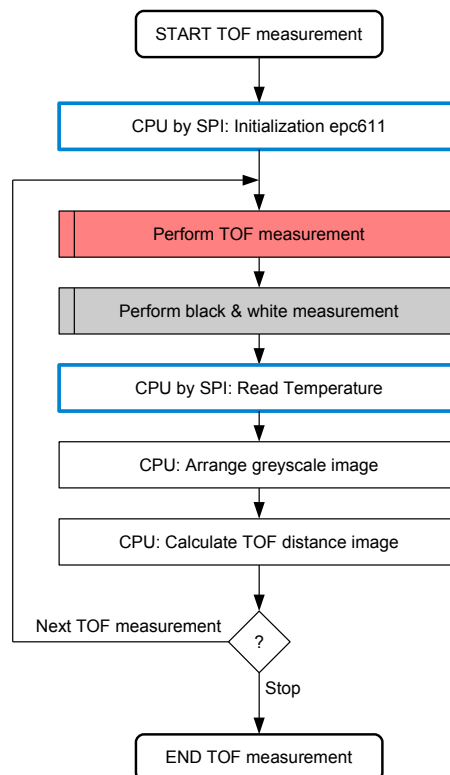 START TOF measurement
CPU by SPI: Initialization epc611
Perform TOF measurement
Perform black & white measurement
CPU by SPI: Read Temperature
CPU: Arrange greyscale image
CPU: Calculate TOF distance image
Next TOF measurement
?
Stop
END TOF measurement